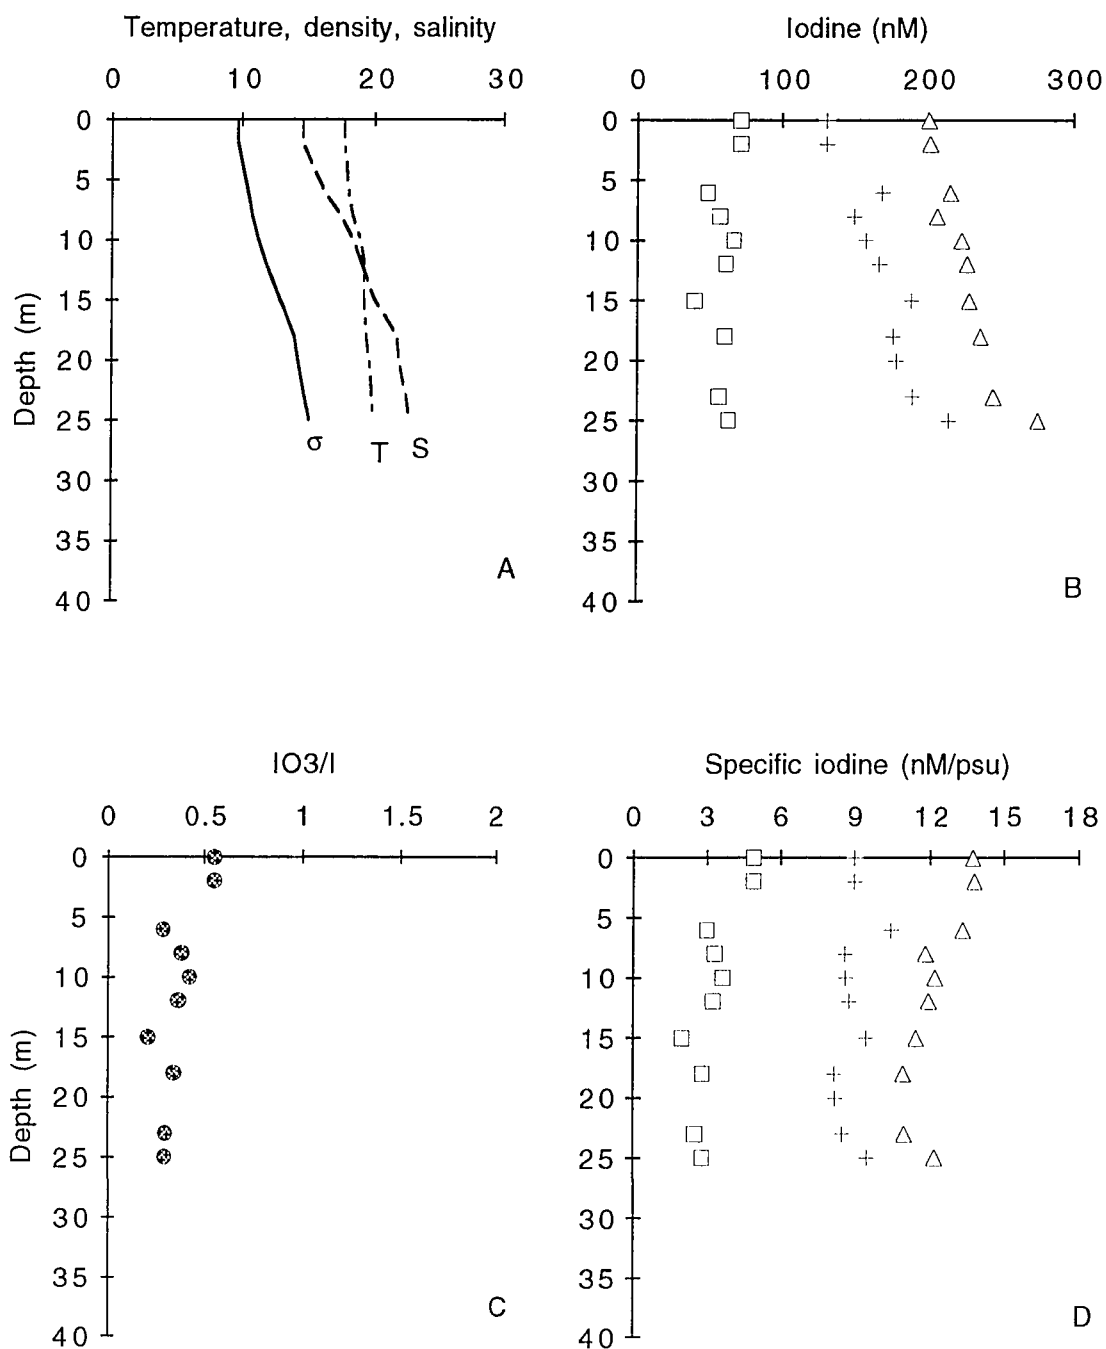 Temperature, density, salinity
0 10 20 30
0
5
10
15
20
25
30
35
40
Depth (m)
σ T S
A
Iodine (nM)
0 100 200 300
0
5
10
15
20
25
30
35
40
B
IO3/I
0 0.5 1 1.5 2
0
5
10
15
20
25
30
35
40
Depth (m)
C
Specific iodine (nM/psu)
0 3 6 9 12 15 18
0
5
10
15
20
25
30
35
40
D